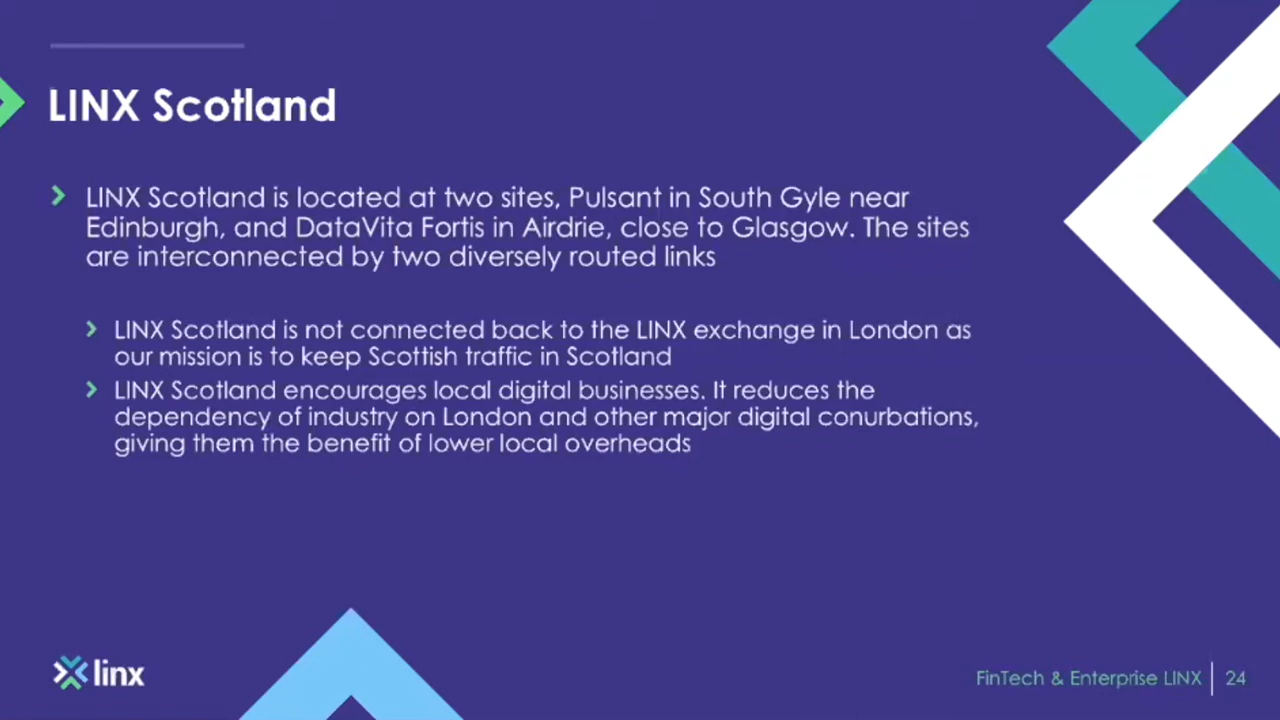 LINX Scotland
LINX Scotland is located at two sites, Pulsant in South Gyle near
Edinburgh, and DataVita Fortis in Airdrie, close to Glasgow. The sites
are interconnected by two diversely routed links
LINX Scotland is not connected back to the LINX exchange in London as
our mission is to keep Scottish traffic in Scotland
LINX Scotland encourages local digital businesses. It reduces the
dependency of industry on London and other major digital conurbations,
giving them the benefit of lower local overheads
linx
FinTech & Enterprise LINX | 24